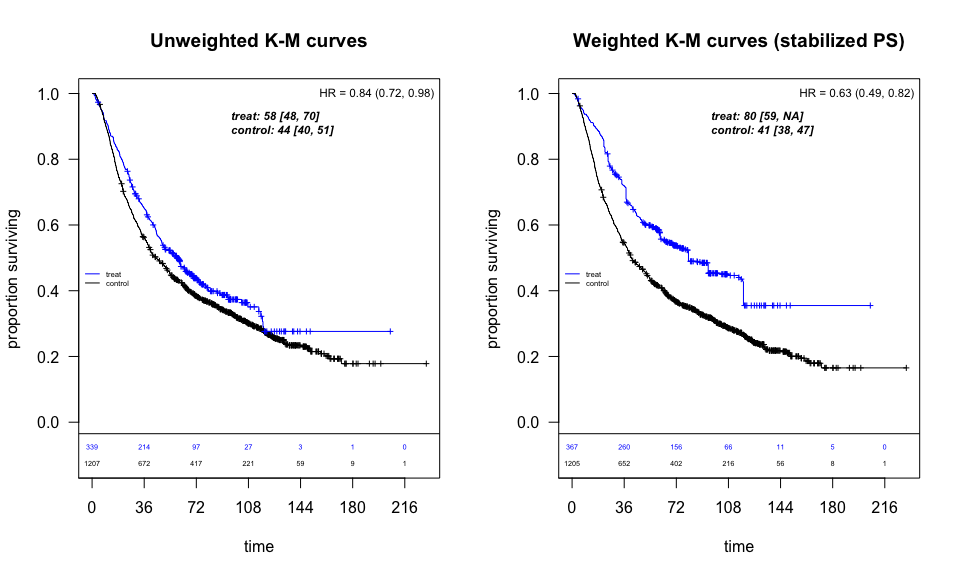 Unweighted K-M curves
HR = 0.84 (0.72, 0.98)
treat: 58 [48, 70]
control: 44 [40, 51]
proportion surviving
1.0
0.8
0.6
0.4
0.2
0.0
treat
control
339 214 97 27 3 1 0
1207 672 417 221 59 9 1
0 36 72 108 144 180 216
time
Weighted K-M curves (stabilized PS)
HR = 0.63 (0.49, 0.82)
treat: 80 [59, NA]
control: 41 [38, 47]
proportion surviving
1.0
0.8
0.6
0.4
0.2
0.0
treat
control
367 260 156 66 11 5 0
1205 652 402 216 56 8 1
0 36 72 108 144 180 216
time